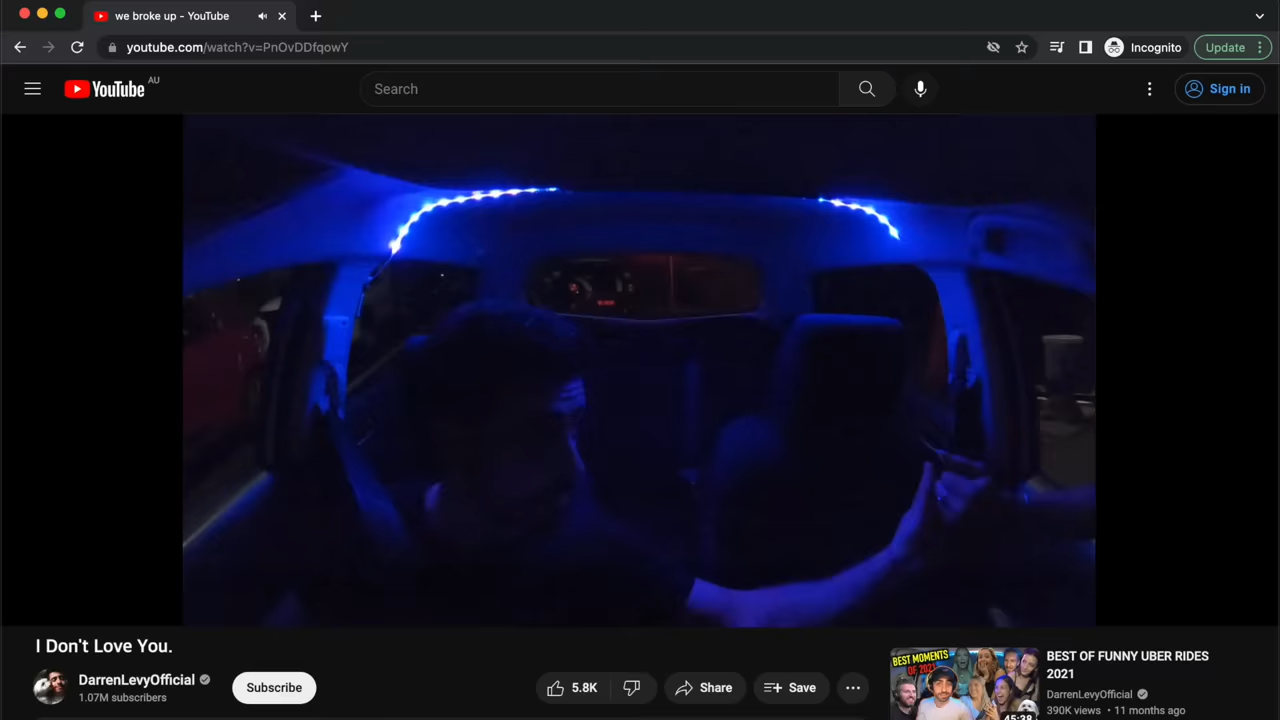 we broke up - YouTube
youtube.com/watch?v=PnOvDDfqowY
Incognito
Update
YouTube AU
Search
Sign in
I Don't Love You.
DarrenLevyOfficial
1.07M subscribers
Subscribe
5.8K
Share
Save
BEST MOMENTS
OF 2021
45:38
BEST OF FUNNY UBER RIDES
2021
DarrenLevyOfficial
390K views • 11 months ago